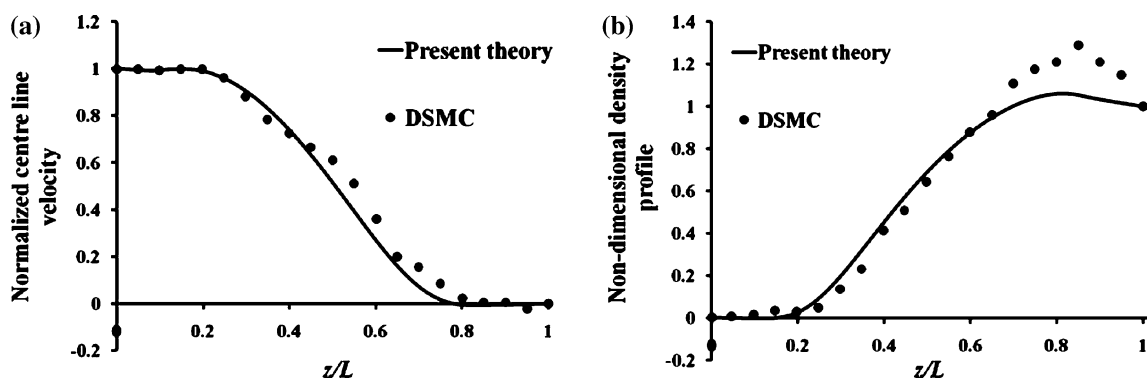 (a)
Normalized centre line
velocity
1.2
1
0.8
0.6
0.4
0.2
0
-0.2
Present theory
DSMC
0
0.2
0.4
0.6
0.8
1
z/L
(b)
Non-dimensional density
profile
1.4
1.2
1
0.8
0.6
0.4
0.2
0
-0.2
Present theory
DSMC
0
0.2
0.4
0.6
0.8
1
z/L